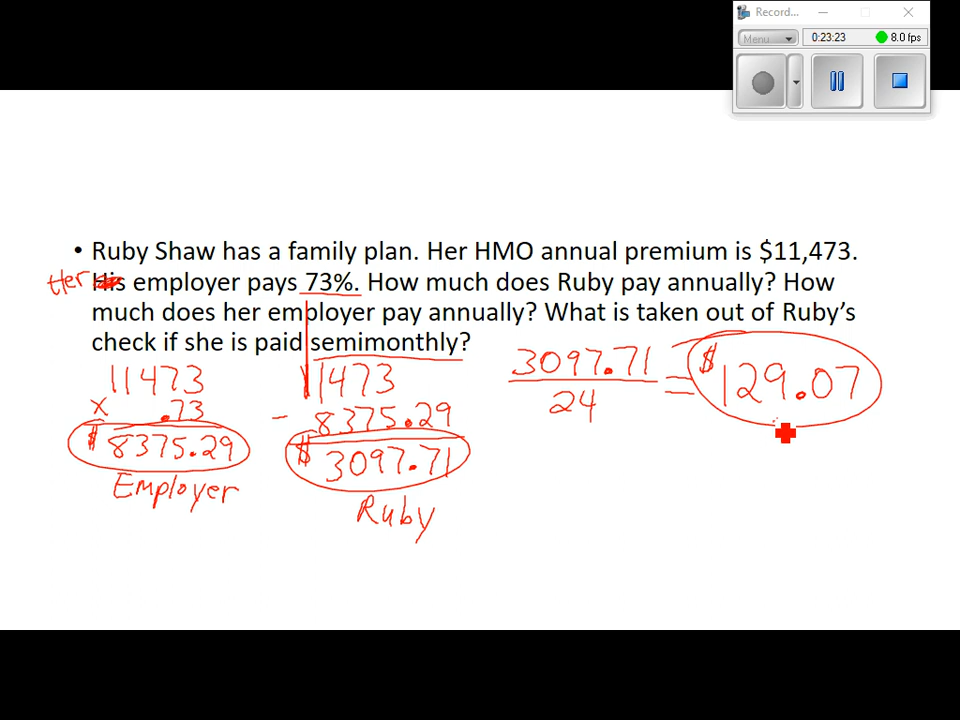 Record...
Menu
0:23:23
8.0 fps
• Ruby Shaw has a family plan. Her HMO annual premium is $11,473.
Her His employer pays 73%. How much does Ruby pay annually? How
much does her employer pay annually? What is taken out of Ruby's
check if she is paid semimonthly?
11473
x .73
$8375.29
Employer
11473
- 8375.29
$3097.71
Ruby
3097.71
24
= $129.07